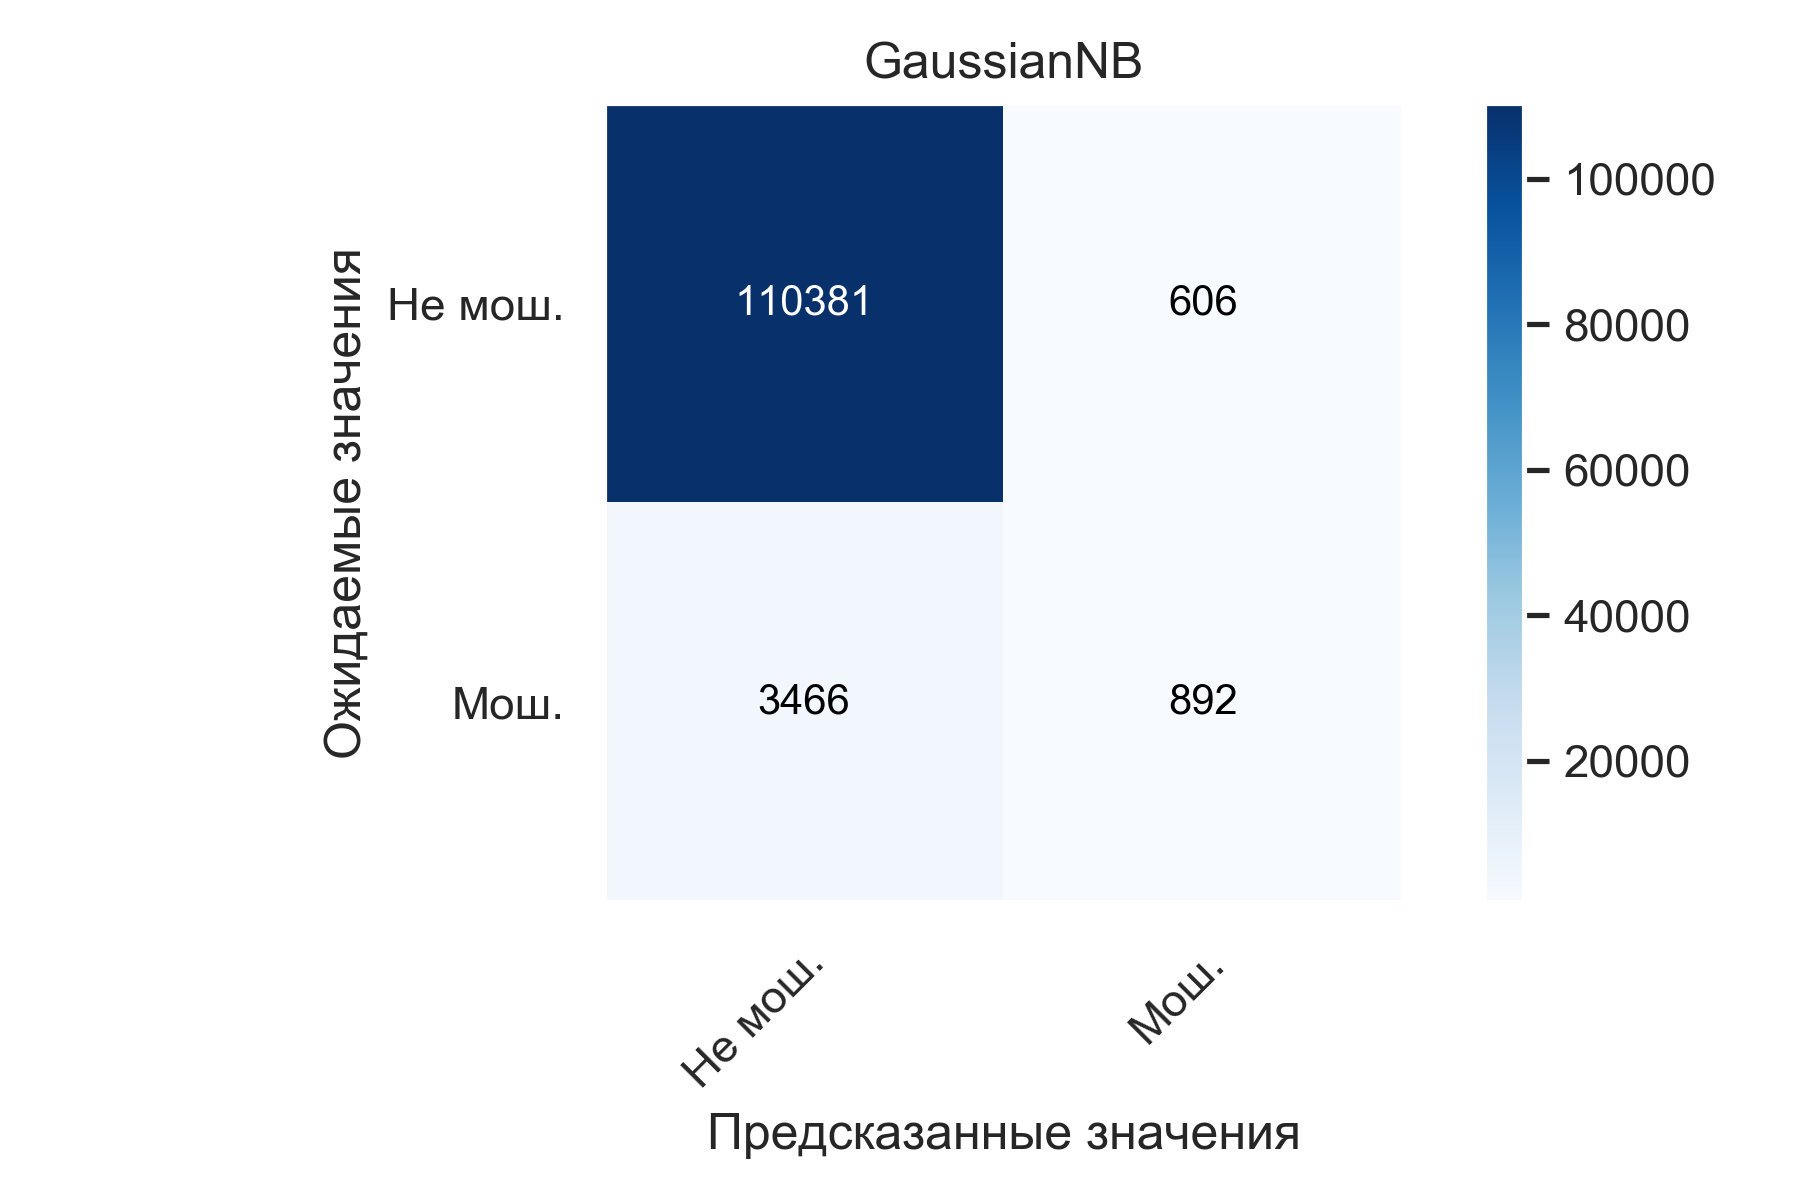 GaussianNB
Ожидаемые значения
Не мош.
110381
606
Мош.
3466
892
Не мош.
Мош.
Предсказанные значения
100000
80000
60000
40000
20000